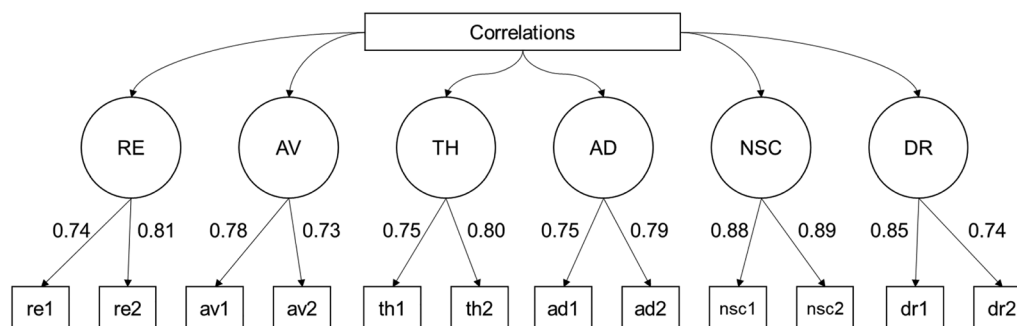 Correlations
RE AV TH AD NSC DR
0.74 0.81 0.78 0.73 0.75 0.80 0.75 0.79 0.88 0.89 0.85 0.74
re1 re2 av1 av2 th1 th2 ad1 ad2 nsc1 nsc2 dr1 dr2